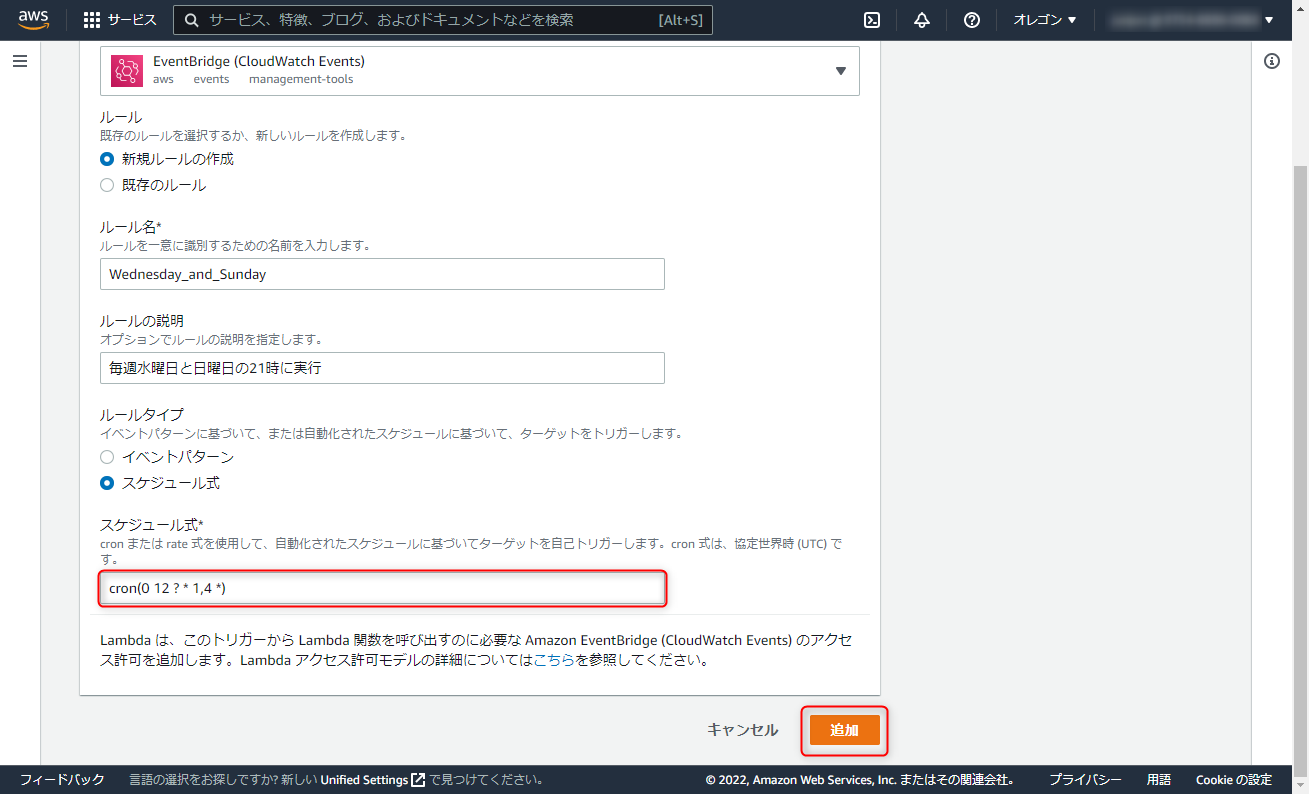 aws サービス サービス、特徴、ブログ、およびドキュメントなどを検索 [Alt+S] オレゴン
EventBridge (CloudWatch Events)
aws events management-tools
ルール
既存のルールを選択するか、新しいルールを作成します。
新規ルールの作成
既存のルール
ルール名*
ルールを一意に識別するための名前を入力します。
Wednesday_and_Sunday
ルールの説明
オプションでルールの説明を指定します。
毎週水曜日と日曜日の21時に実行
ルールタイプ
イベントパターンに基づいて、または自動化されたスケジュールに基づいて、ターゲットをトリガーします。
イベントパターン
スケジュール式
スケジュール式*
cron または rate 式を使用して、自動化されたスケジュールに基づいてターゲットを自己トリガーします。cron 式は、協定世界時 (UTC) で
す。
cron(0 12 ? * 1,4 *)
Lambda は、このトリガーから Lambda 関数を呼び出すのに必要な Amazon EventBridge (CloudWatch Events) のアクセ
ス許可を追加します。Lambda アクセス許可モデルの詳細についてはこちらを参照してください。
キャンセル 追加
フィードバック 言語の選択をお探しですか? 新しい Unified Settings で見つけてください。 © 2022, Amazon Web Services, Inc. またはその関連会社。 プライバシー 用語 Cookie の設定